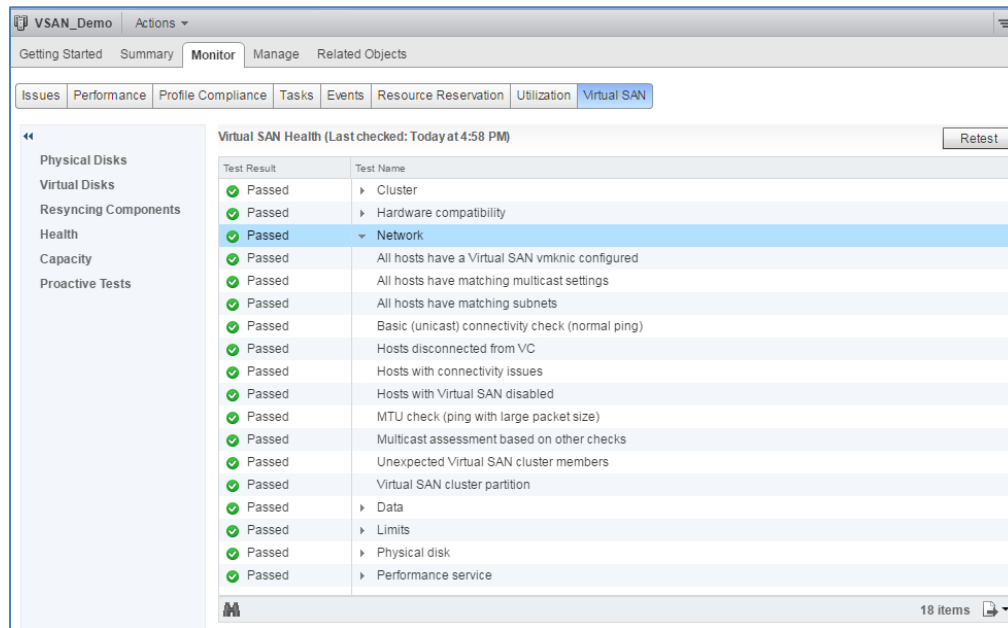 VSAN_Demo Actions
Getting Started Summary Monitor Manage Related Objects
Issues Performance Profile Compliance Tasks Events Resource Reservation Utilization Virtual SAN
Physical Disks
Virtual Disks
Resyncing Components
Health
Capacity
Proactive Tests
Virtual SAN Health (Last checked: Today at 4:58 PM) Retest
Test Result Test Name
Passed Cluster
Passed Hardware compatibility
Passed Network
Passed All hosts have a Virtual SAN vmknic configured
Passed All hosts have matching multicast settings
Passed All hosts have matching subnets
Passed Basic (unicast) connectivity check (normal ping)
Passed Hosts disconnected from VC
Passed Hosts with connectivity issues
Passed Hosts with Virtual SAN disabled
Passed MTU check (ping with large packet size)
Passed Multicast assessment based on other checks
Passed Unexpected Virtual SAN cluster members
Passed Virtual SAN cluster partition
Passed Data
Passed Limits
Passed Physical disk
Passed Performance service
18 items